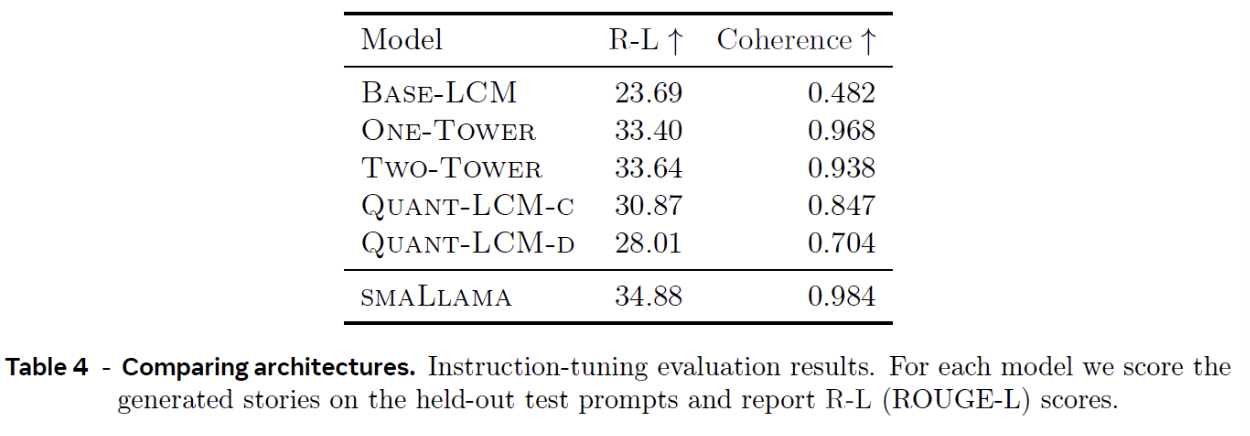 Model R-L ↑ Coherence ↑
BASE-LCM 23.69 0.482
ONE-TOWER 33.40 0.968
TWO-TOWER 33.64 0.938
QUANT-LCM-C 30.87 0.847
QUANT-LCM-D 28.01 0.704
SMALLAMA 34.88 0.984
Table 4 - Comparing architectures. Instruction-tuning evaluation results. For each model we score the
generated stories on the held-out test prompts and report R-L (ROUGE-L) scores.